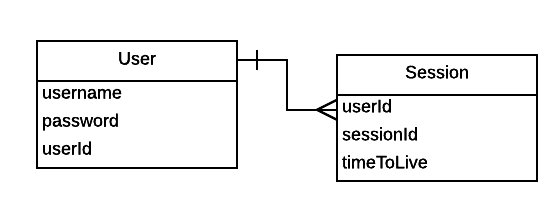 User
username
password
userId
Session
userId
sessionId
timeToLive